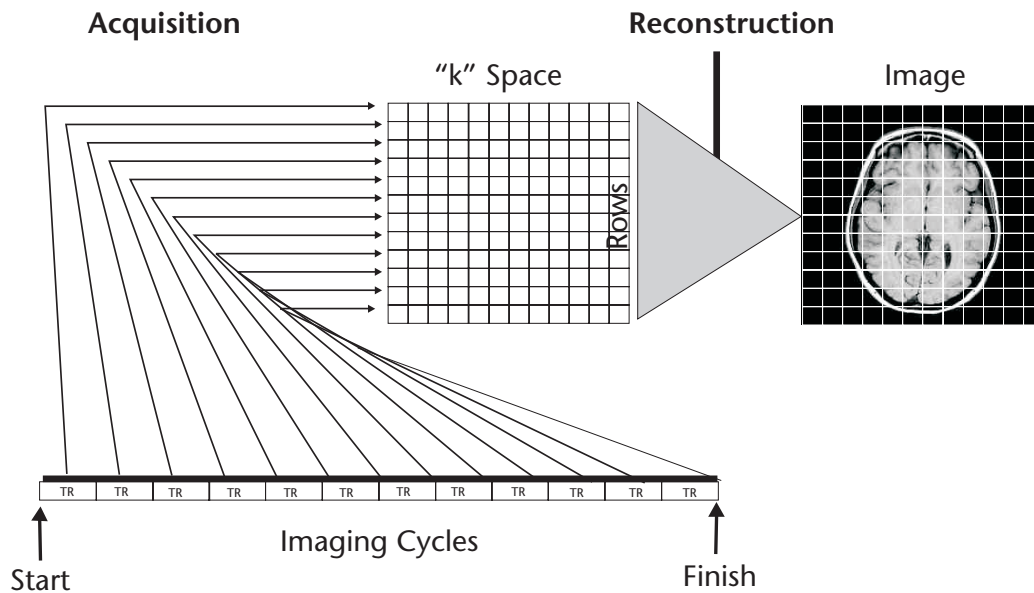 Acquisition
Reconstruction
“k” Space
Image
Rows
TR TR TR TR TR TR TR TR TR TR TR TR
Imaging Cycles
Start
Finish